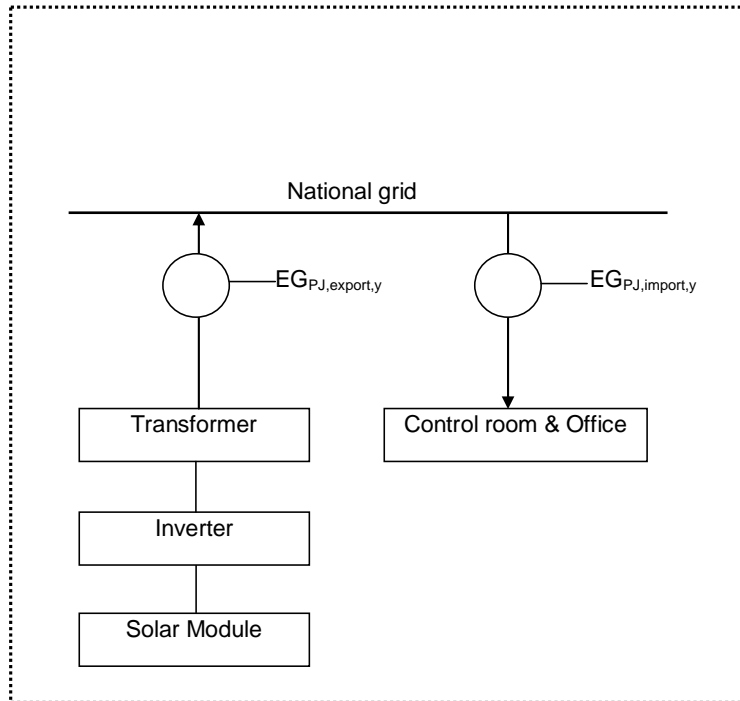 National grid
EGPJ,export,y
EGPJ,import,y
Transformer
Control room & Office
Inverter
Solar Module